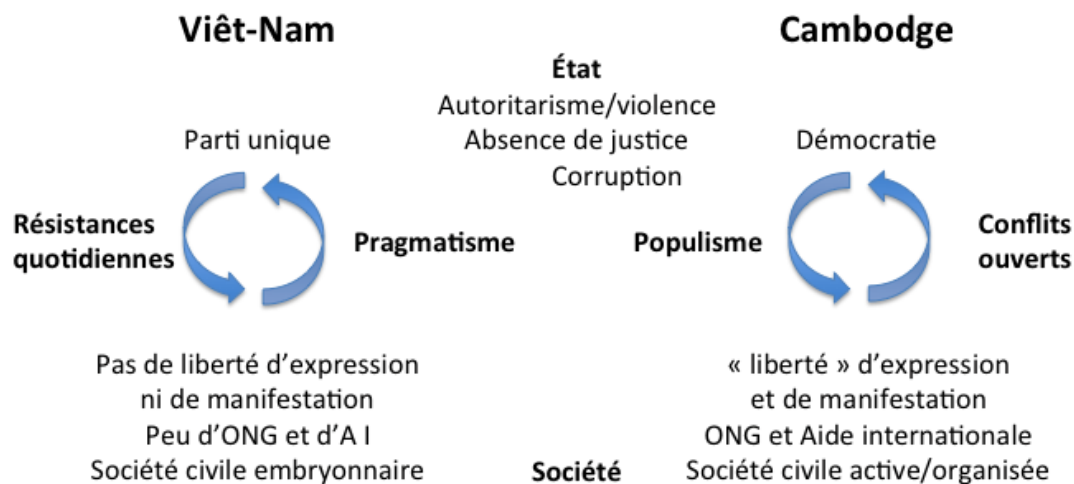 Viêt-Nam
Cambodge
État
Autoritarisme/violence
Absence de justice
Corruption
Parti unique
Démocratie
Résistances
quotidiennes
Pragmatisme
Populisme
Conflits
ouverts
Pas de liberté d’expression
ni de manifestation
Peu d’ONG et d’A I
Société civile embryonnaire
Société
« liberté » d’expression
et de manifestation
ONG et Aide internationale
Société civile active/organisée